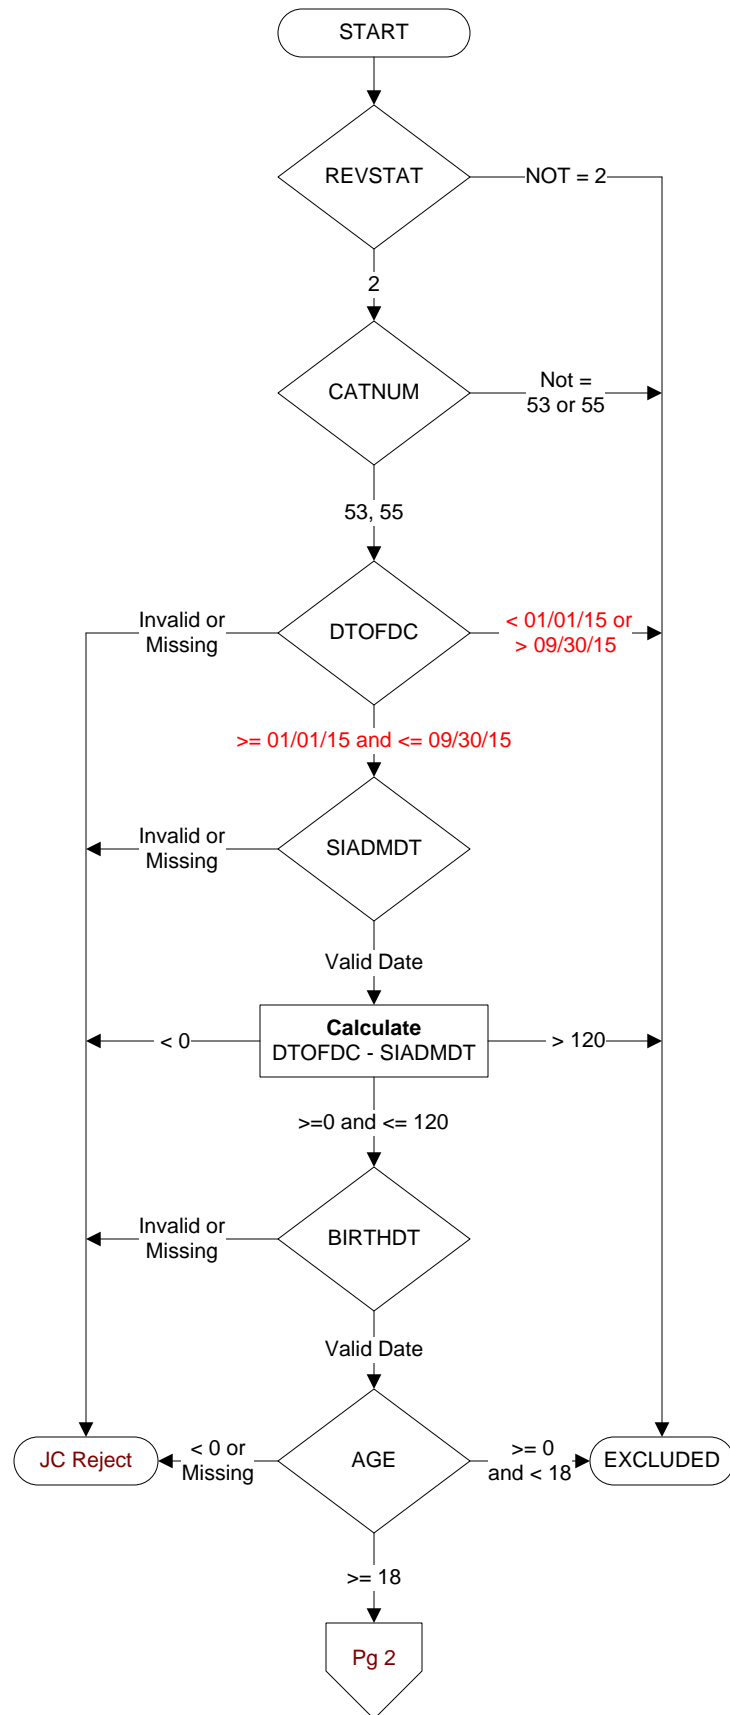 START
REVSTAT
NOT = 2
2
CATNUM
Not =
53 or 55
53, 55
Invalid or
Missing
DTOFDC
< 01/01/15 or
> 09/30/15
>= 01/01/15 and <= 09/30/15
Invalid or
Missing
SIADMDT
Valid Date
< 0
Calculate
DTOFDC - SIADMDT
> 120
>=0 and <= 120
Invalid or
Missing
BIRTHDT
Valid Date
JC Reject
< 0 or
Missing
AGE
>= 0
and < 18
EXCLUDED
>= 18
Pg 2